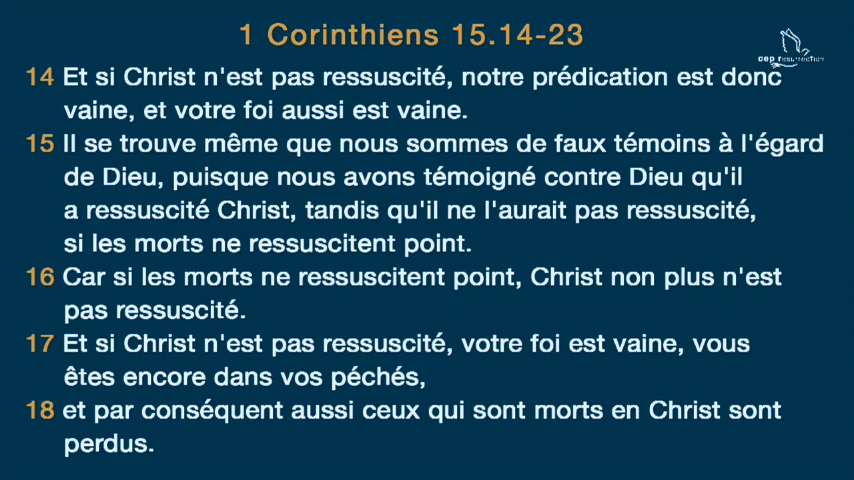 1 Corinthiens 15.14-23
cep résurrection
14 Et si Christ n'est pas ressuscité, notre prédication est donc
vaine, et votre foi aussi est vaine.
15 Il se trouve même que nous sommes de faux témoins à l'égard
de Dieu, puisque nous avons témoigné contre Dieu qu'il
a ressuscité Christ, tandis qu'il ne l'aurait pas ressuscité,
si les morts ne ressuscitent point.
16 Car si les morts ne ressuscitent point, Christ non plus n'est
pas ressuscité.
17 Et si Christ n'est pas ressuscité, votre foi est vaine, vous
êtes encore dans vos péchés,
18 et par conséquent aussi ceux qui sont morts en Christ sont
perdus.